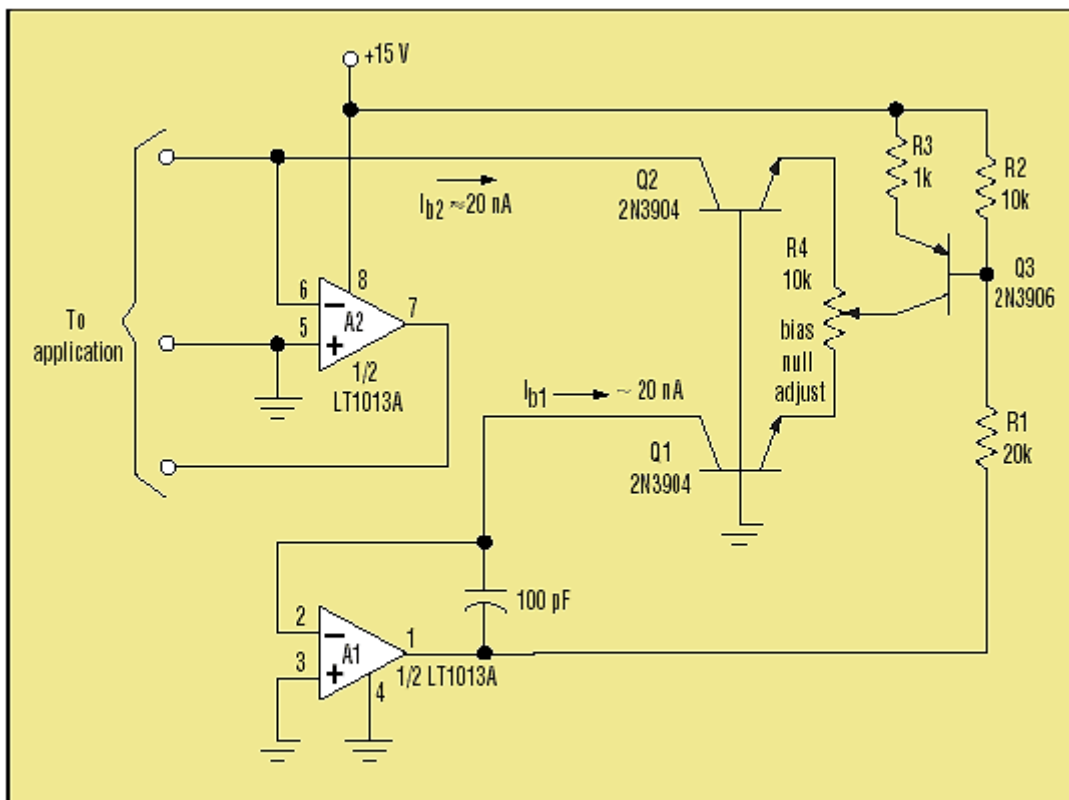 +15 V
R3
1k
R2
10k
Q2
2N3904
Ib2 ≈20 nA
R4
10k
Q3
2N3906
8
6
7
A2
5
To
application
1/2
LT1013A
bias
null
adjust
Ib1
~ 20 nA
Q1
2N3904
R1
20k
100 pF
2
1
A1
3
1/2 LT1013A
4